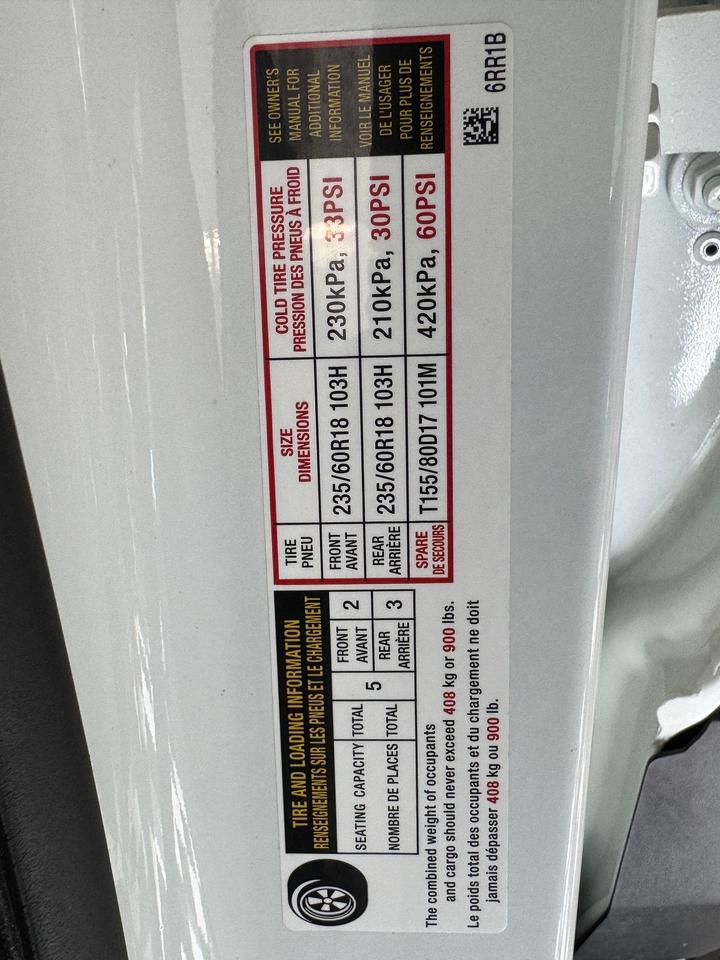 TIRE AND LOADING INFORMATION
RENSEIGNEMENTS SUR LES PNEUS ET LE CHARGEMENT
SEATING CAPACITY TOTAL
NOMBRE DE PLACES TOTAL
5
FRONT
AVANT
2
REAR
ARRIÈRE
3
The combined weight of occupants
and cargo should never exceed 408 kg or 900 lbs.
Le poids total des occupants et du chargement ne doit
jamais dépasser 408 kg ou 900 lb.
TIRE
PNEU
SIZE
DIMENSIONS
COLD TIRE PRESSURE
PRESSION DES PNEUS À FROID
FRONT
AVANT
235/60R18 103H
230kPa, 33PSI
REAR
ARRIÈRE
235/60R18 103H
210kPa, 30PSI
SPARE
DE SECOURS
T155/80D17 101M
420kPa, 60PSI
SEE OWNER'S
MANUAL FOR
ADDITIONAL
INFORMATION
VOIR LE MANUEL
DE L'USAGER
POUR PLUS DE
RENSEIGNEMENTS
6RR1B